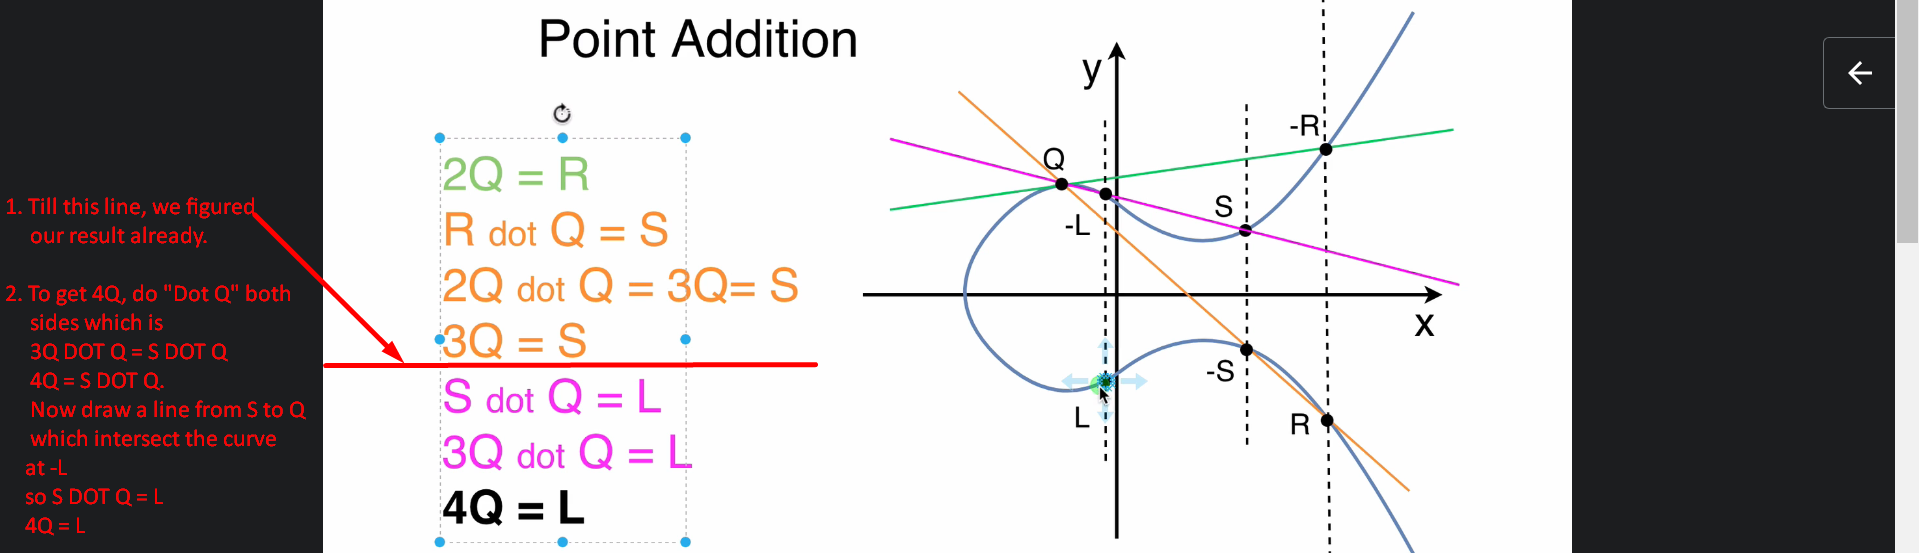 Point Addition
1. Till this line, we figured
our result already.
2. To get 4Q, do "Dot Q" both
sides which is
3Q DOT Q = S DOT Q
4Q = S DOT Q.
Now draw a line from S to Q
which intersect the curve
at -L
so S DOT Q = L
4Q = L
2Q = R
R dot Q = S
2Q dot Q = 3Q= S
3Q = S
S dot Q = L
3Q dot Q = L
4Q = L
y
-R
Q
S
-L
x
-S
L
R